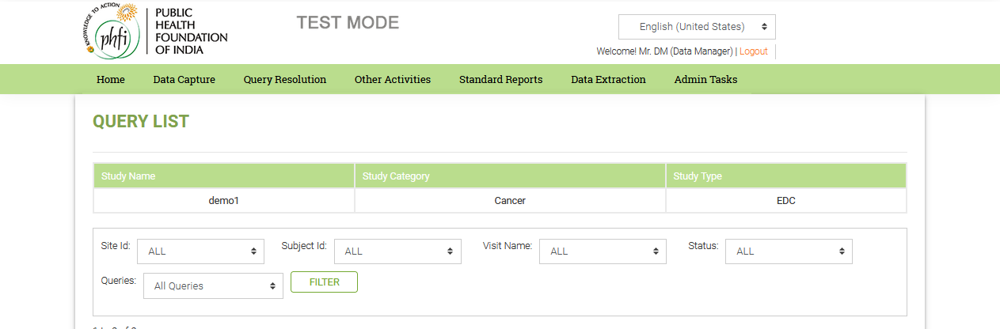 KNOWLEDGE TO ACTION
phfi
PUBLIC
HEALTH
FOUNDATION
OF INDIA
TEST MODE
English (United States)
Welcome! Mr. DM (Data Manager) | Logout
Home Data Capture Query Resolution Other Activities Standard Reports Data Extraction Admin Tasks
QUERY LIST
Study Name Study Category Study Type
demo1 Cancer EDC
Site Id: ALL Subject Id: ALL Visit Name: ALL Status: ALL
Queries: All Queries FILTER